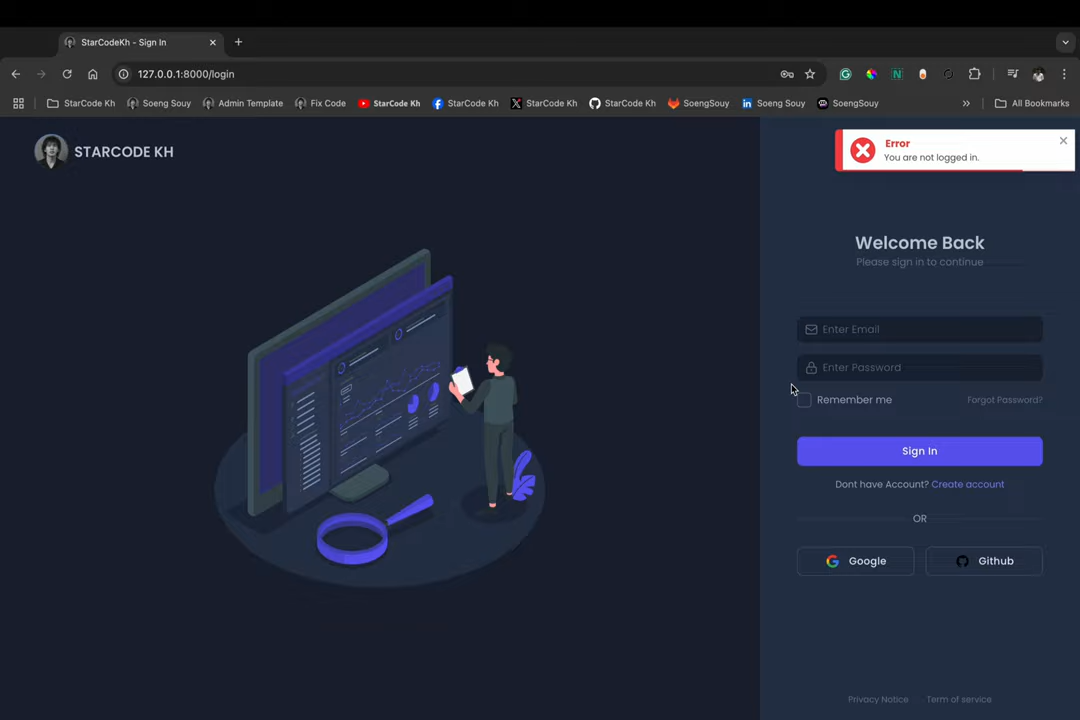 StarCodeKh - Sign In
127.0.0.1:8000/login
StarCode Kh
Soeng Souy
Admin Template
Fix Code
StarCode Kh
StarCode Kh
StarCode Kh
StarCode Kh
SoengSouy
Soeng Souy
SoengSouy
All Bookmarks
STARCODE KH
Error
You are not logged in.
Welcome Back
Please sign in to continue
Enter Email
Enter Password
Remember me
Forgot Password?
Sign In
Dont have Account? Create account
OR
Google
Github
Privacy Notice
Term of service